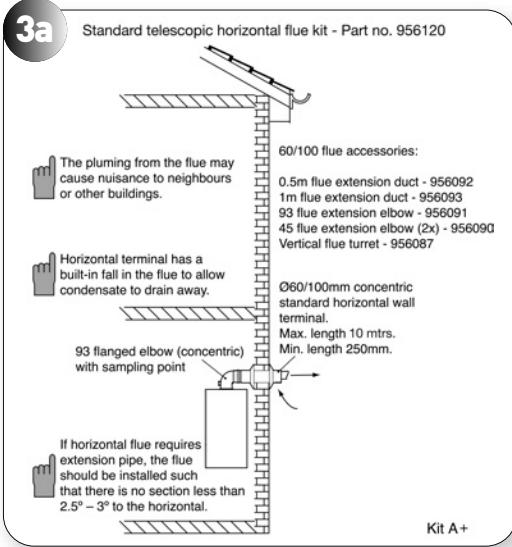 3a
Standard telescopic horizontal flue kit - Part no. 956120
The pluming from the flue may
cause nuisance to neighbours
or other buildings.
Horizontal terminal has a
built-in fall in the flue to allow
condensate to drain away.
60/100 flue accessories:
0.5m flue extension duct - 956092
1m flue extension duct - 956093
93 flue extension elbow - 956091
45 flue extension elbow (2x) - 956090
Vertical flue turret - 956087
Ø60/100mm concentric
standard horizontal wall
terminal.
Max. length 10 mtrs.
Min. length 250mm.
93 flanged elbow (concentric)
with sampling point
If horizontal flue requires
extension pipe, the flue
should be installed such
that there is no section less than
2.5° – 3° to the horizontal.
Kit A+